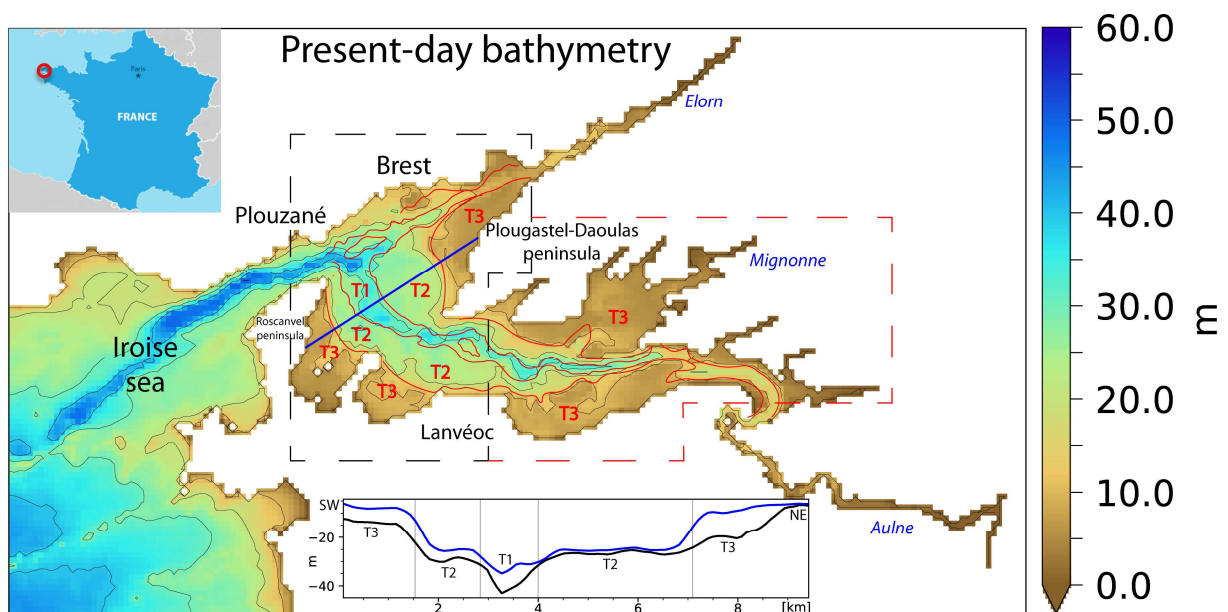 Present-day bathymetry
Paris
FRANCE
Elorn
Brest
Plouzané
T3
Plougastel-Daoulas
peninsula
Mignonne
T1
T2
Roscanvel
peninsula
T2
T3
T3
Iroise
sea
T2
T3
T3
Lanvéoc
Aulne
SW
NE
-20
-40
m
T3
T2
T1
T2
T3
2
4
6
8
[km]
60.0
50.0
40.0
30.0
20.0
10.0
0.0
m